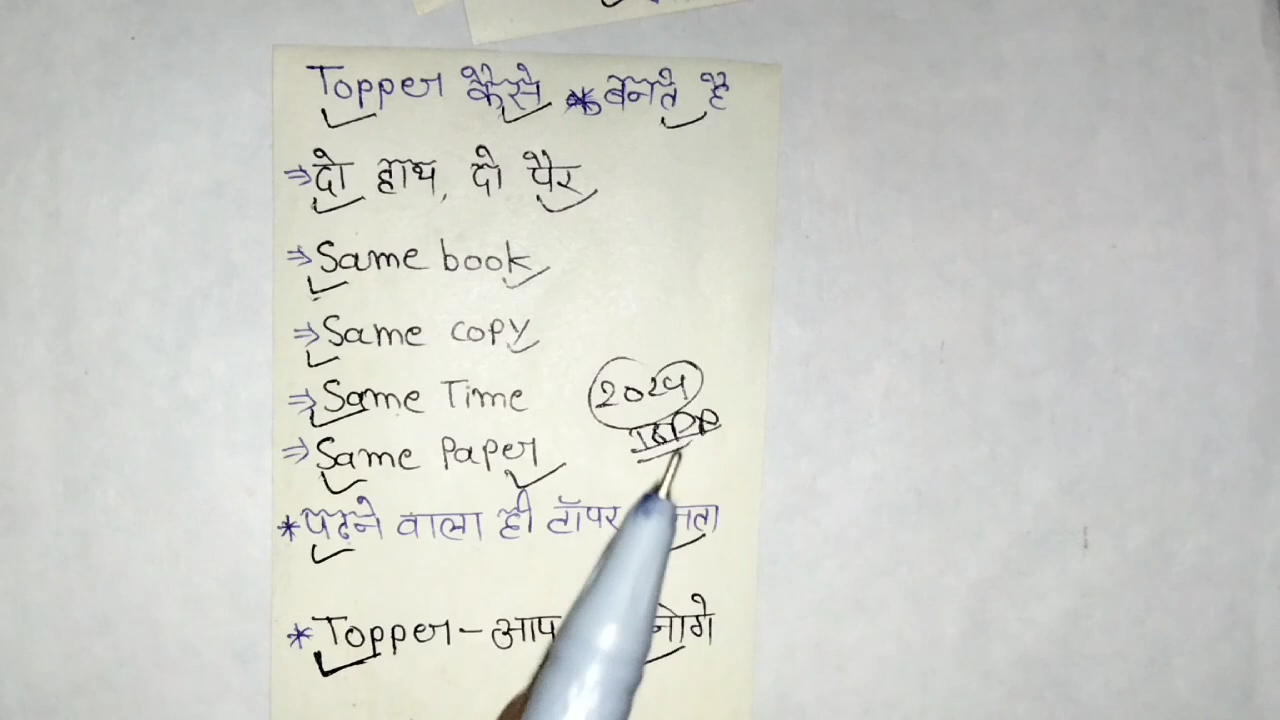 Topper कैसे बनते है
⇒ दो हाथ, दो पैर
⇒ Same book
⇒ Same copy
⇒ Same Time
2024
⇒ Same Paper
* पढ़ने वाला ही टॉपर
* Topper - आप